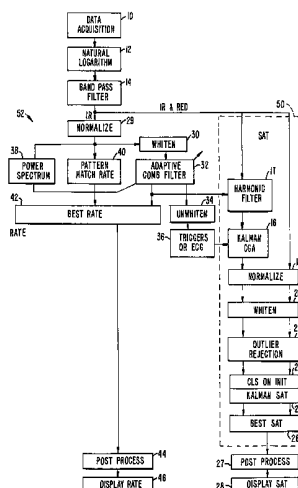 DATA
ACQUISITION
10
NATURAL
LOGARITHM
12
BAND PASS
FILTER
14
IR & RED
50
IR
52
NORMALIZE
29
SAT
WHITEN
30
38
POWER
SPECTRUM
PATTERN
MATCH RATE
40
ADAPTIVE
COMB FILTER
32
HARMONIC
FILTER
17
42
BEST RATE
RATE
UNWHITEN
34
36
TRIGGERS
OR ECG
KALMAN
CGA
16
NORMALIZE
WHITEN
OUTLIER
REJECTION
CLS ON INIT
KALMAN SAT
BEST SAT
26
POST PROCESS
44
27
POST PROCESS
DISPLAY RATE
46
28
DISPLAY SAT